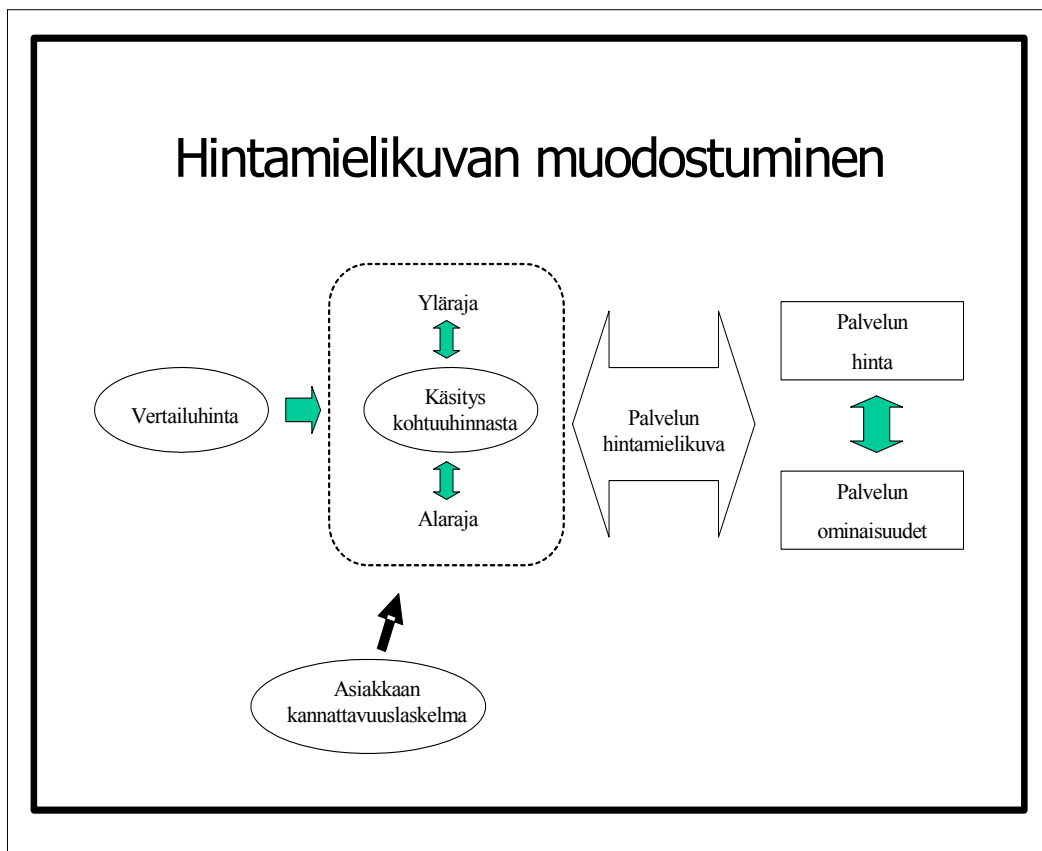 Hintamielikuvan muodostuminen
Vertailuhinta
Yläraja
Käsitys
kohtuuhinnasta
Alaraja
Asiakkaan
kannattavuuslaskelma
Palvelun
hintamielikuva
Palvelun
hinta
Palvelun
ominaisuudet